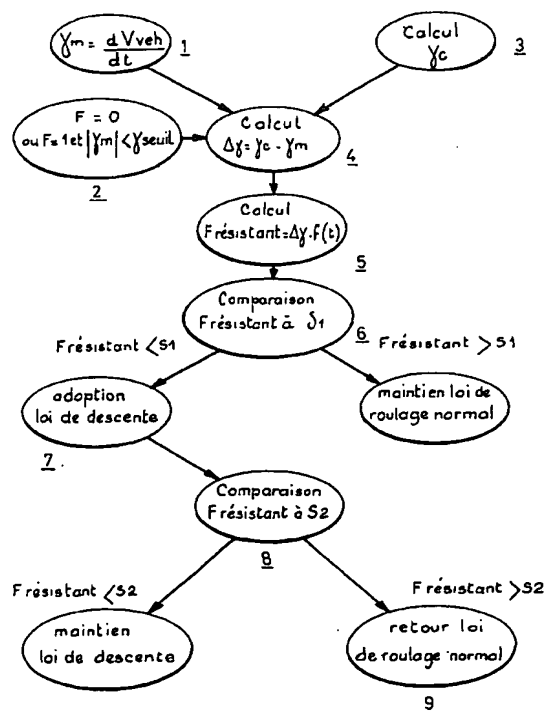 γm = dVveh
dt
1
Calcul
γc
3
F = 0
ou F=1 et |γm| < γseuil
2
Calcul
Δγ = γc - γm
4
Calcul
Frésistant=Δγ.f(t)
5
Comparaison
Frésistant à δ1
6
Frésistant <S1
Frésistant >S1
adoption
loi de descente
7
maintien loi de
roulage normal
Comparaison
Frésistant à S2
8
Frésistant <S2
Frésistant >S2
maintien
loi de descente
retour loi
de roulage normal
9